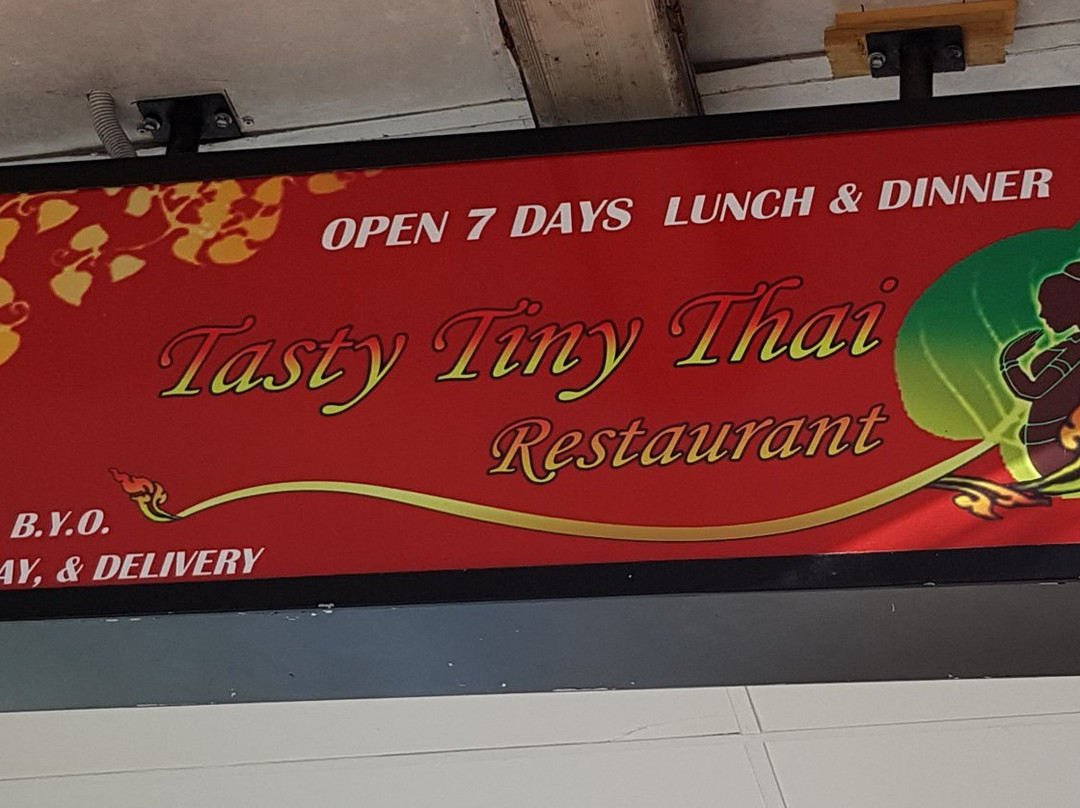 OPEN 7 DAYS LUNCH & DINNER
Tasty Tiny Thai
Restaurant
B.Y.O.
AY, & DELIVERY